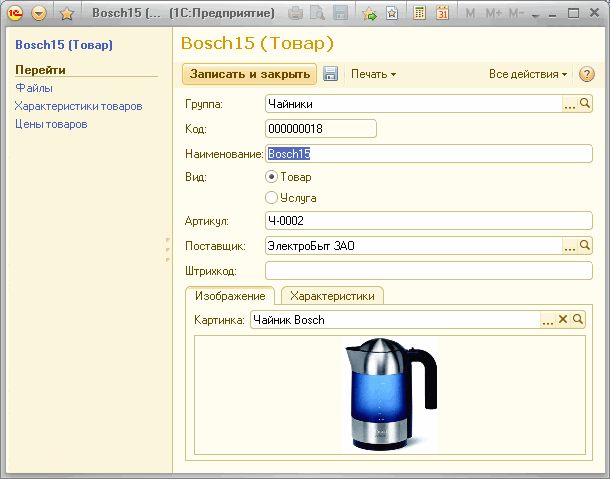 Bosch15 (... (1С:Предприятие)
M M+ M-
31
Bosch15 (Товар)
Перейти
Файлы
Характеристики товаров
Цены товаров
Bosch15 (Товар)
Записать и закрыть
Печать
Все действия
?
Группа: Чайники ...
Код: 000000018
Наименование: Bosch15
Вид: Товар
Услуга
Артикул: Ч-0002
Поставщик: ЭлектроБыт ЗАО ...
Штрихкод:
Изображение Характеристики
Картинка: Чайник Bosch ...